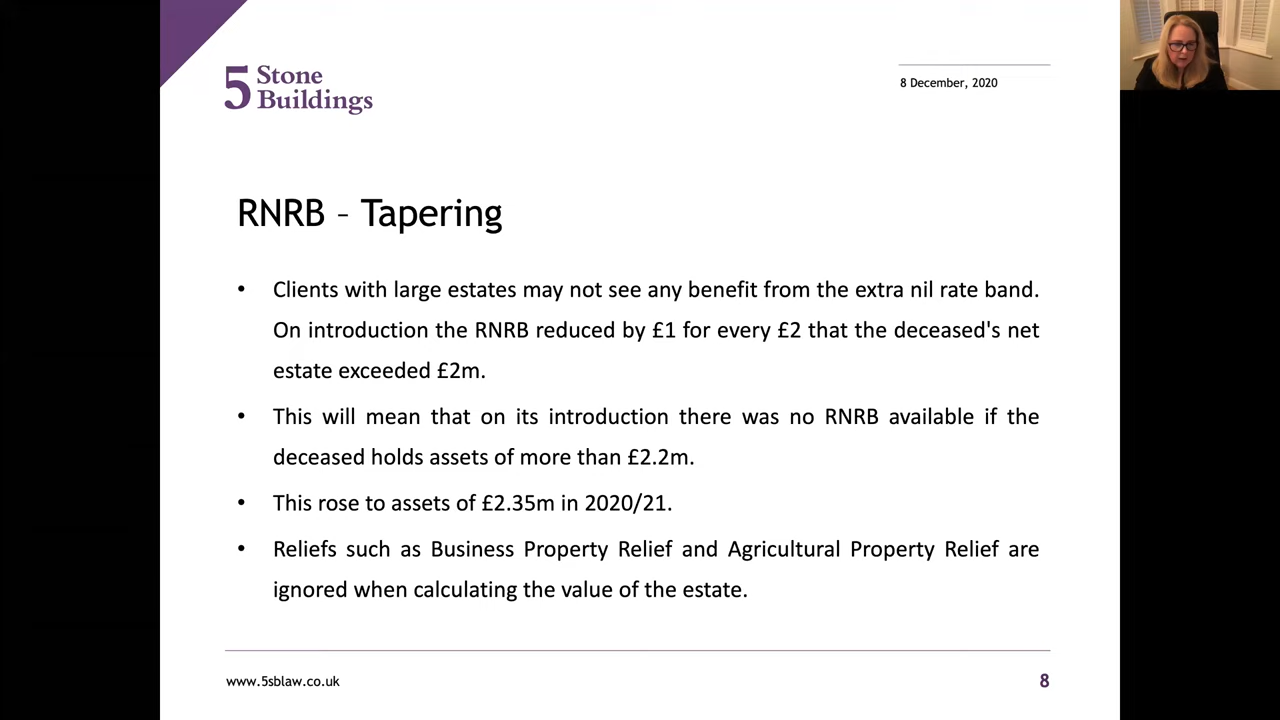 5 Stone
Buildings
8 December, 2020
RNRB – Tapering
• Clients with large estates may not see any benefit from the extra nil rate band.
On introduction the RNRB reduced by £1 for every £2 that the deceased's net
estate exceeded £2m.
• This will mean that on its introduction there was no RNRB available if the
deceased holds assets of more than £2.2m.
• This rose to assets of £2.35m in 2020/21.
• Reliefs such as Business Property Relief and Agricultural Property Relief are
ignored when calculating the value of the estate.
www.5sblaw.co.uk
8